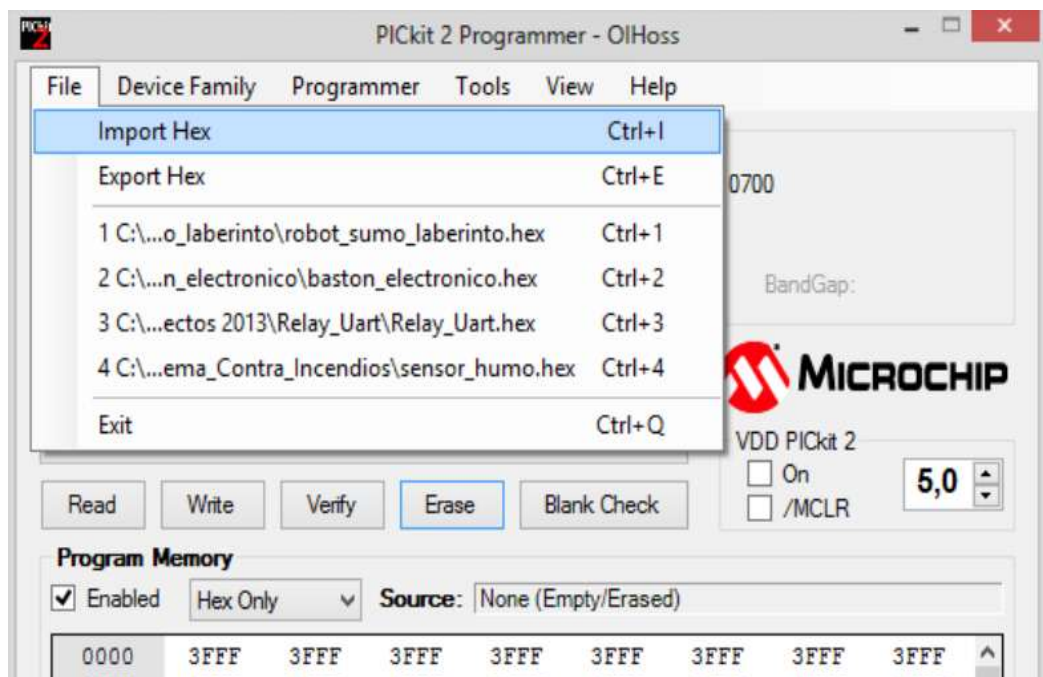 PICkit 2 Programmer - OlHoss
File Device Family Programmer Tools View Help
Import Hex Ctrl+I
Export Hex Ctrl+E
0700
1 C:\...o_laberinto\robot_sumo_laberinto.hex Ctrl+1
2 C:\...n_electronico\baston_electronico.hex Ctrl+2
BandGap:
3 C:\...ectos 2013\Relay_Uart\Relay_Uart.hex Ctrl+3
4 C:\...ema_Contra_Incendios\sensor_humo.hex Ctrl+4
MICROCHIP
Exit Ctrl+Q
VDD PICkit 2
On
5,0
/MCLR
Read Write Verify Erase Blank Check
Program Memory
Enabled Hex Only Source: None (Empty/Erased)
0000 3FFF 3FFF 3FFF 3FFF 3FFF 3FFF 3FFF 3FFF